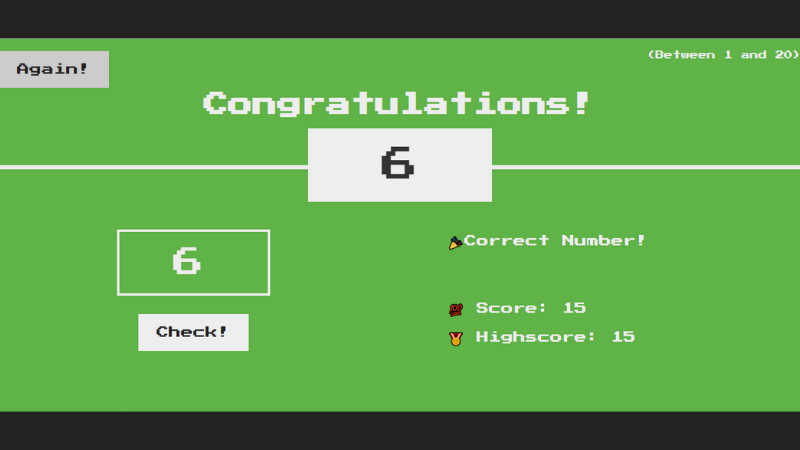 (Between 1 and 20)
Again!
Congratulations!
6
6
Correct Number!
Check!
Score: 15
Highscore: 15